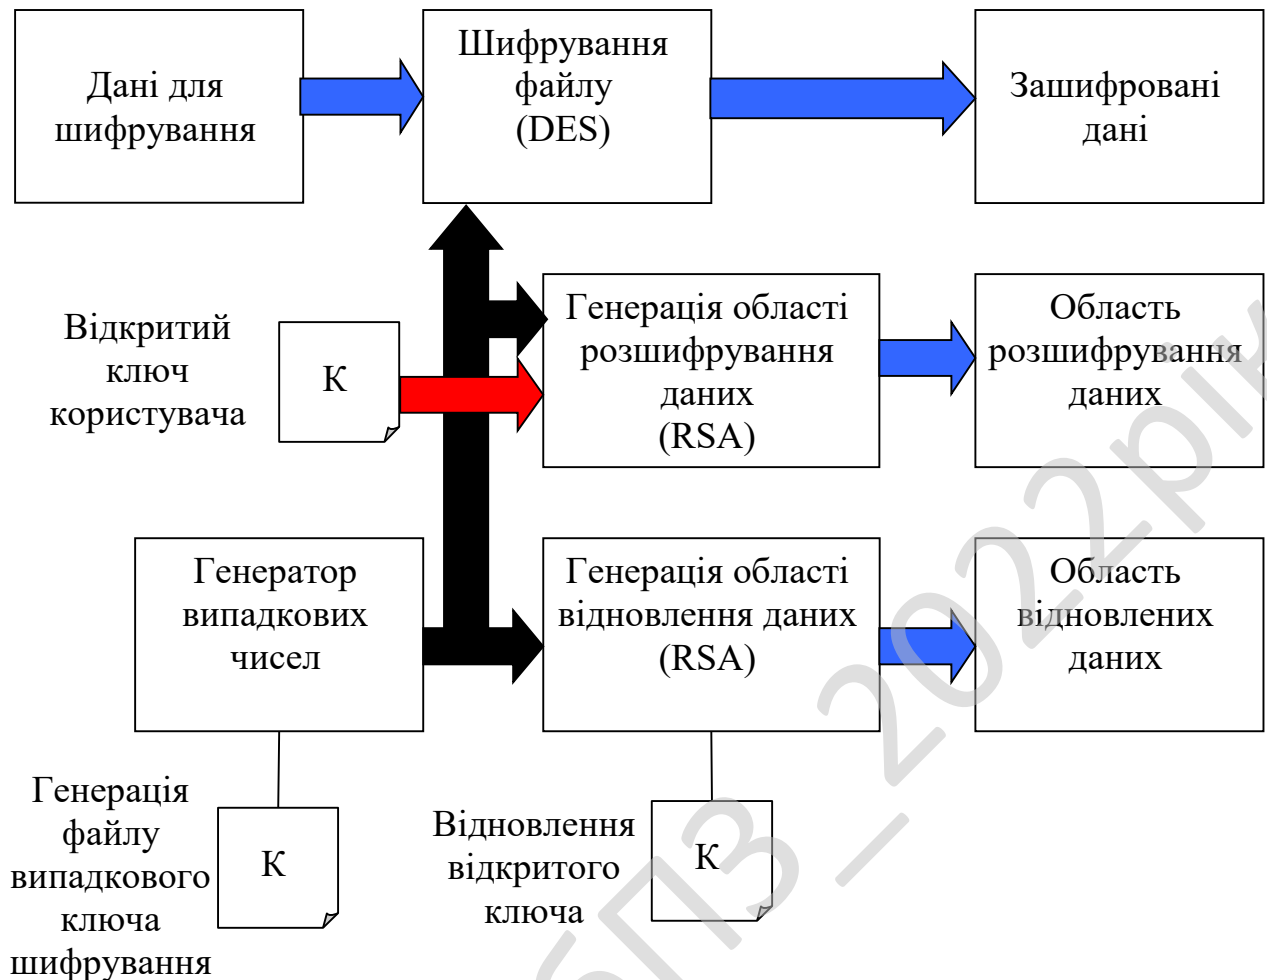 Дані для
шифрування
Шифрування
файлу
(DES)
Зашифровані
дані
Відкритий
ключ
користувача
К
Генерація області
розшифрування
даних
(RSA)
Область
розшифрування
даних
Генератор
випадкових
чисел
Генерація області
відновлення даних
(RSA)
Область
відновлених
даних
Генерація
файлу
випадкового
ключа
шифрування
К
Відновлення
відкритого
ключа
К
БПЗ_2022рік